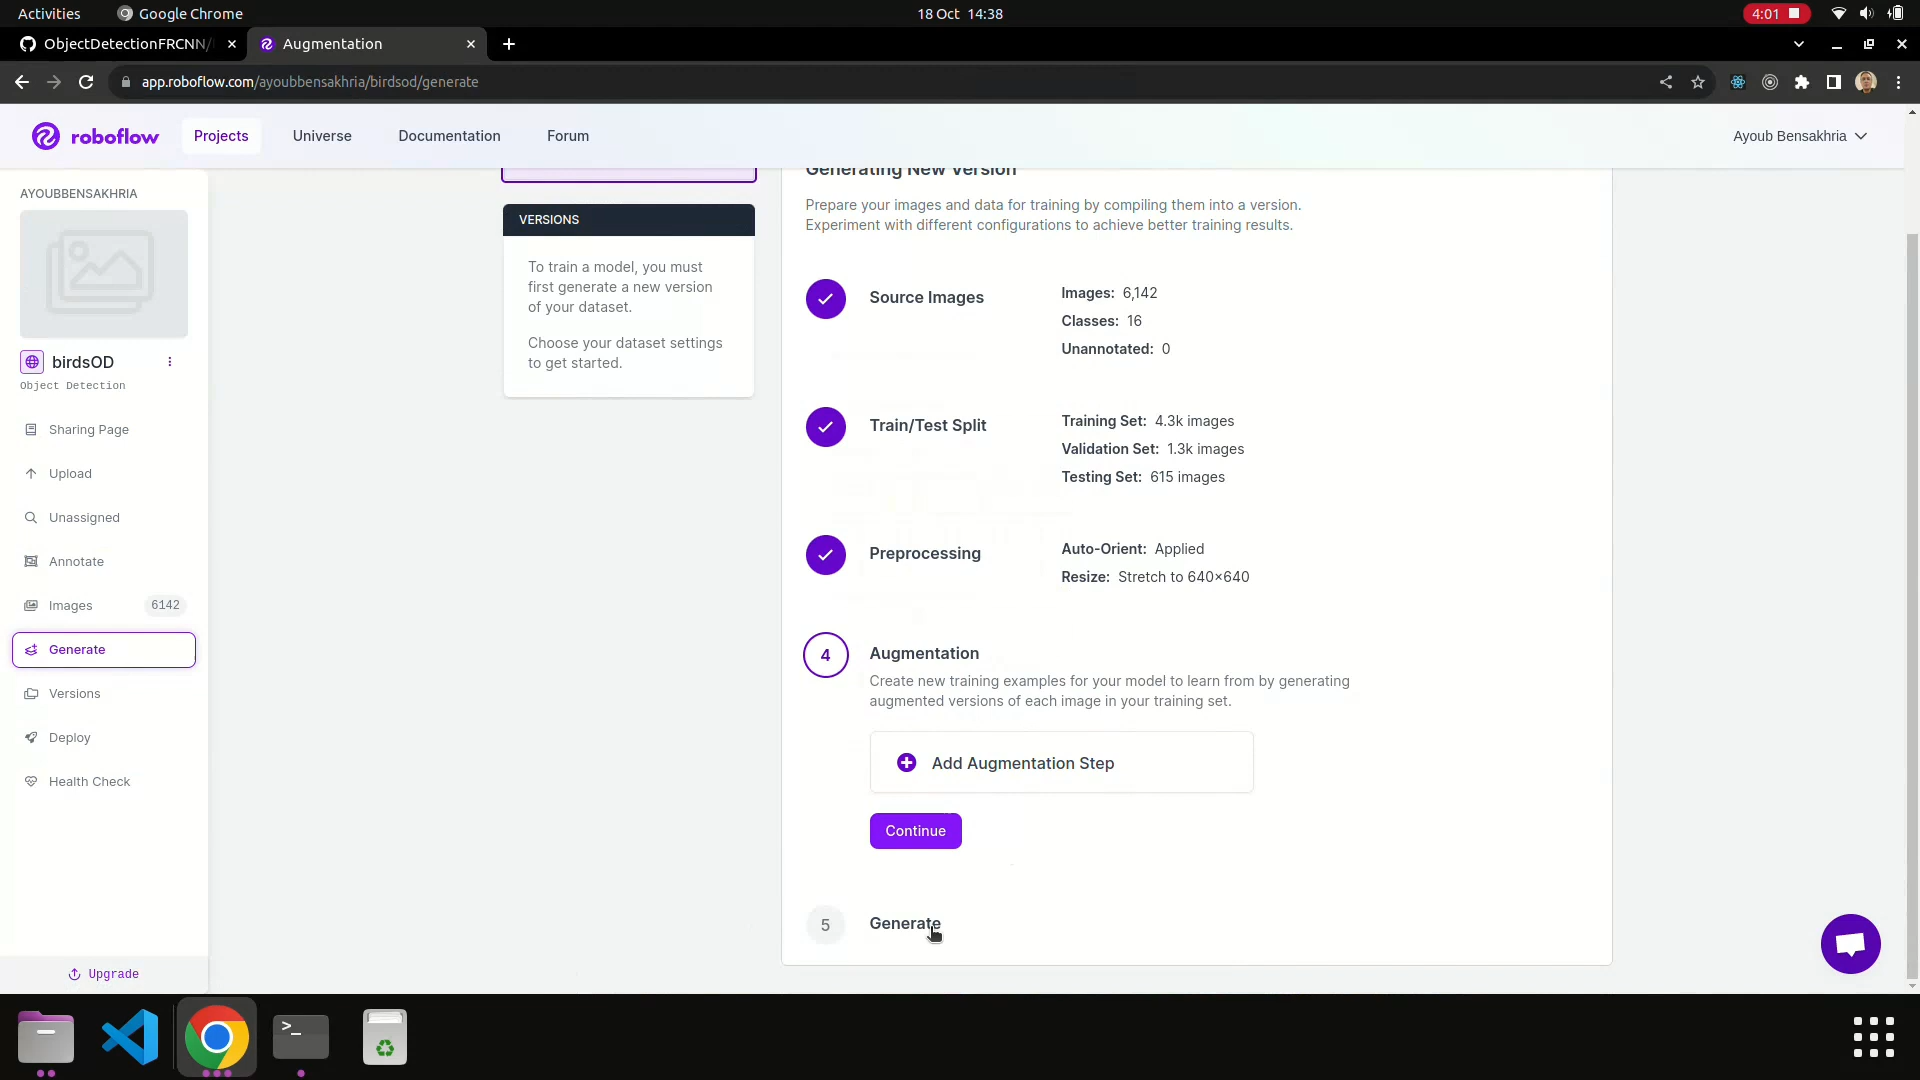 Activities
Google Chrome
18 Oct 14:38
4:01
ObjectDetectionFRCNN/
Augmentation
app.roboflow.com/ayoubbensakhria/birdsod/generate
roboflow
Projects
Universe
Documentation
Forum
Ayoub Bensakhria
AYOUBBENSAKHRIA
birdsOD
Object Detection
Sharing Page
Upload
Unassigned
Annotate
Images 6142
Generate
Versions
Deploy
Health Check
Upgrade
VERSIONS
To train a model, you must
first generate a new version
of your dataset.
Choose your dataset settings
to get started.
Generating New Version
Prepare your images and data for training by compiling them into a version.
Experiment with different configurations to achieve better training results.
Source Images
Images: 6,142
Classes: 16
Unannotated: 0
Train/Test Split
Training Set: 4.3k images
Validation Set: 1.3k images
Testing Set: 615 images
Preprocessing
Auto-Orient: Applied
Resize: Stretch to 640×640
4
Augmentation
Create new training examples for your model to learn from by generating
augmented versions of each image in your training set.
Add Augmentation Step
Continue
5
Generate